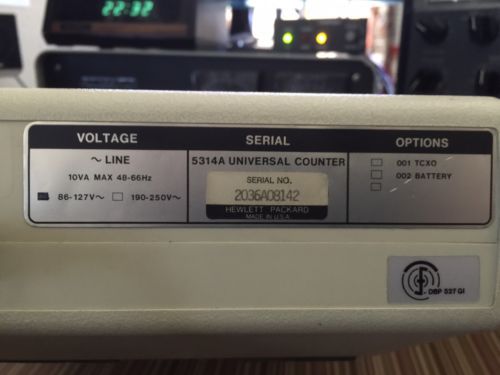 22:32
VOLTAGE
~ LINE
10VA MAX 48-66Hz
86-127V~ 190-250V~
SERIAL
5314A UNIVERSAL COUNTER
SERIAL NO.
2036A08142
HEWLETT PACKARD
MADE IN U.S.A.
OPTIONS
001 TCXO
002 BATTERY
DBP 527 GI